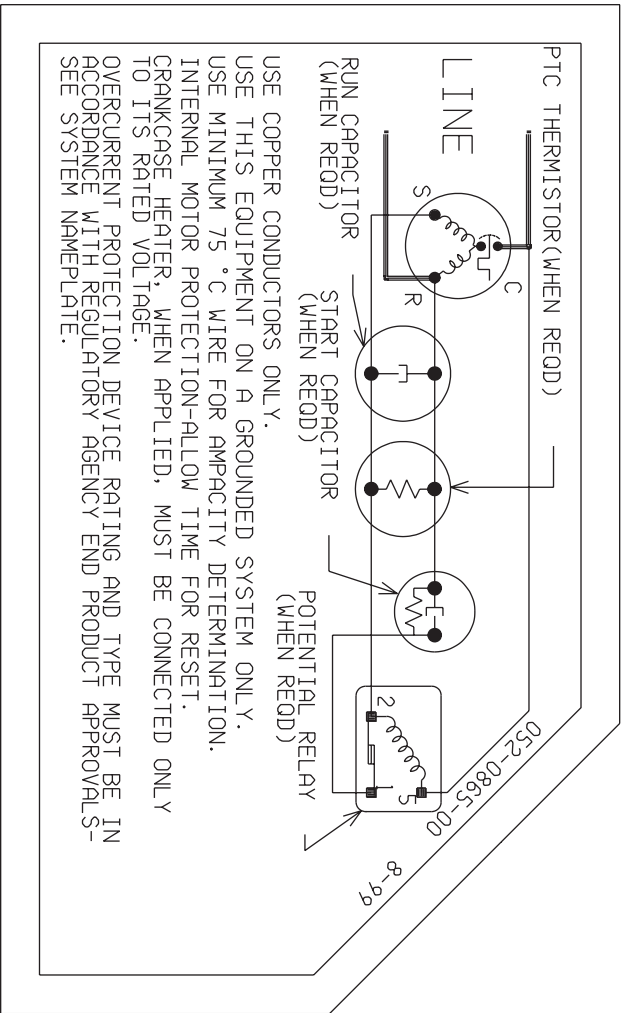 PTC THERMISTOR(WHEN REQD)
LINE
C
S
R
RUN CAPACITOR
(WHEN REQD)
START CAPACITOR
(WHEN REQD)
POTENTIAL RELAY
(WHEN REQD)
2
1
5
052-0865-00
8-99
USE COPPER CONDUCTORS ONLY.
USE THIS EQUIPMENT ON A GROUNDED SYSTEM ONLY.
USE MINIMUM 75 °C WIRE FOR AMPACITY DETERMINATION.
INTERNAL MOTOR PROTECTION-ALLOW TIME FOR RESET.
CRANKCASE HEATER, WHEN APPLIED, MUST BE CONNECTED ONLY
TO ITS RATED VOLTAGE.
OVERCURRENT PROTECTION DEVICE RATING AND TYPE MUST BE IN
ACCORDANCE WITH REGULATORY AGENCY END PRODUCT APPROVALS-
SEE SYSTEM NAMEPLATE.